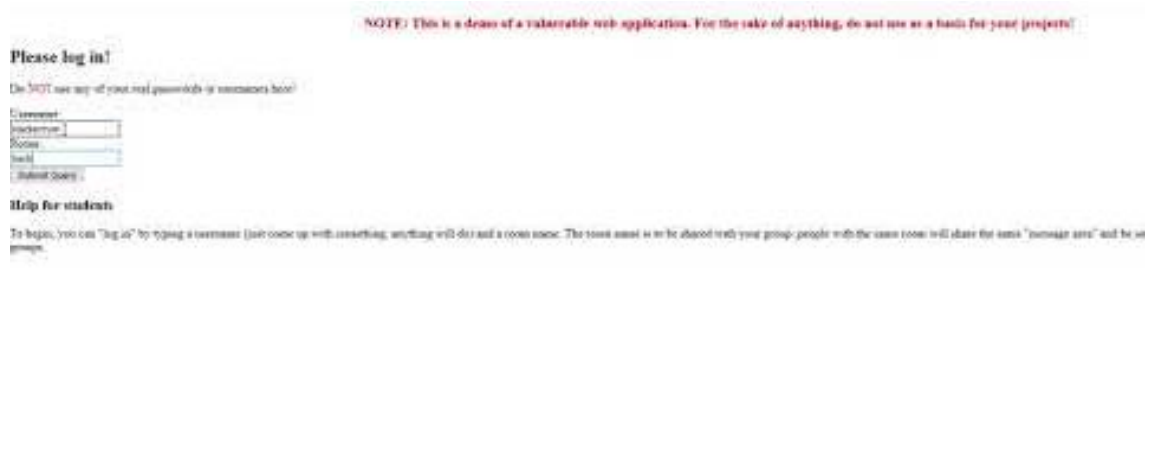 NOTE: This is a demo of a vulnerable web application. For the sake of anything, do not use as a basis for your projects!
Please log in!
Do NOT use any of your real passwords or usernames here!
Username
Room
hack
Submit Query
Help for students
To begin, you can "log in" by typing a username (just come up with something, anything will do) and a room name. The room name is to be shared with your group: people with the same room will share the same "message area" and be
groups.